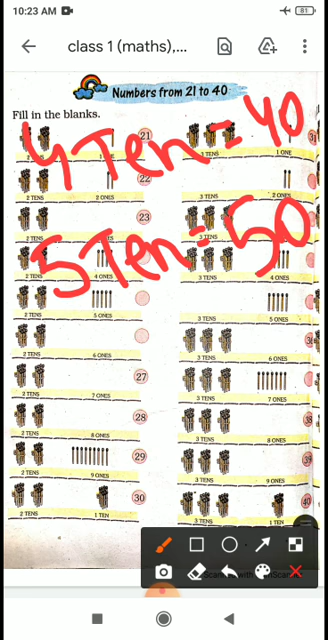 10:23 AM
81
class 1 (maths),...
Numbers from 21 to 40
Fill in the blanks.
4 Ten = 40
21
31
3 TENS
1 ONE
22
2 TENS
2 ONES
3 TENS
2 ONES
23
2 TENS
3 TENS
5 Ten = 50
2 TENS
4 ONES
3 TENS
4 ONES
2 TENS
5 ONES
3 TENS
5 ONES
2 TENS
6 ONES
3 TENS
6 ONES
27
2 TENS
7 ONES
3 TENS
7 ONES
28
2 TENS
8 ONES
3 TENS
8 ONES
38
29
2 TENS
9 ONES
3 TENS
9 ONES
39
30
2 TENS
1 TEN
3 TENS
1 TEN
40